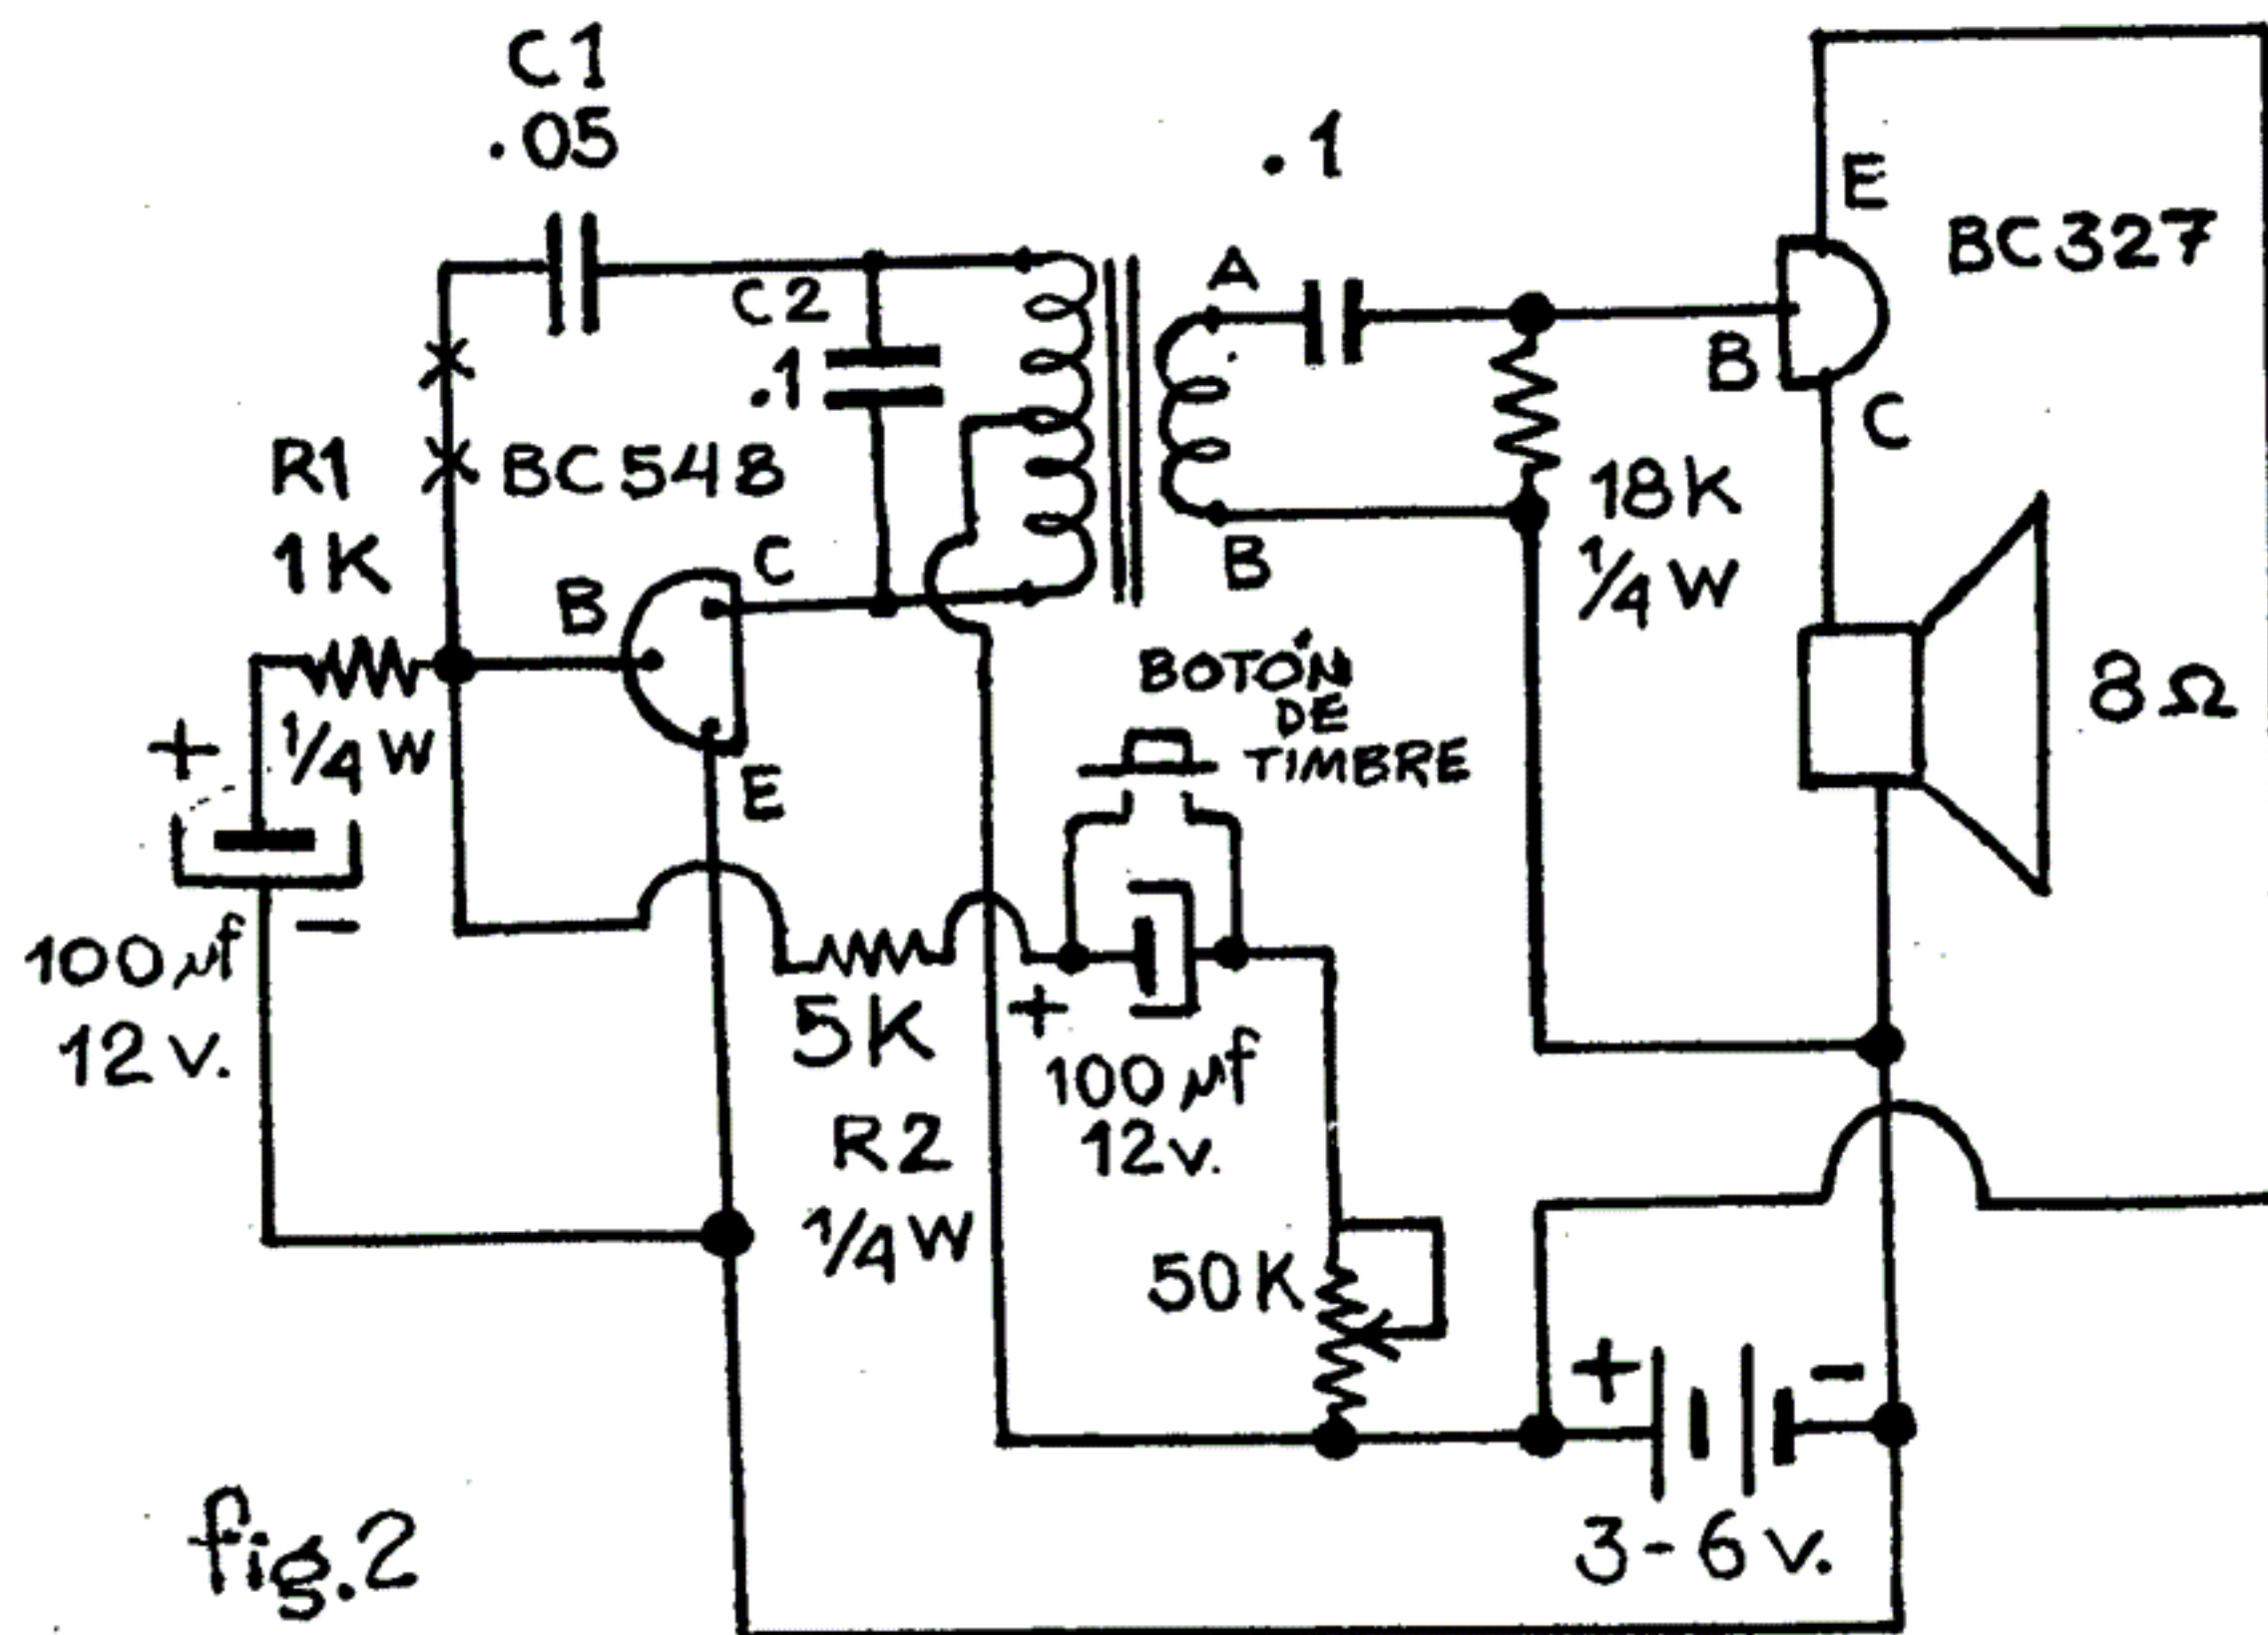 C1
.05
.1
E
BC327
A
C2
.1
B
C
R1
1K
BC548
18K
1/4 W
C
B
B
BOTÓN
DE
TIMBRE
8Ω
+
1/4 W
E
100 µf
-
12 v.
5K
+
100 µf
12v.
R2
1/4 W
50K
+
-
3-6 v.
fig.2